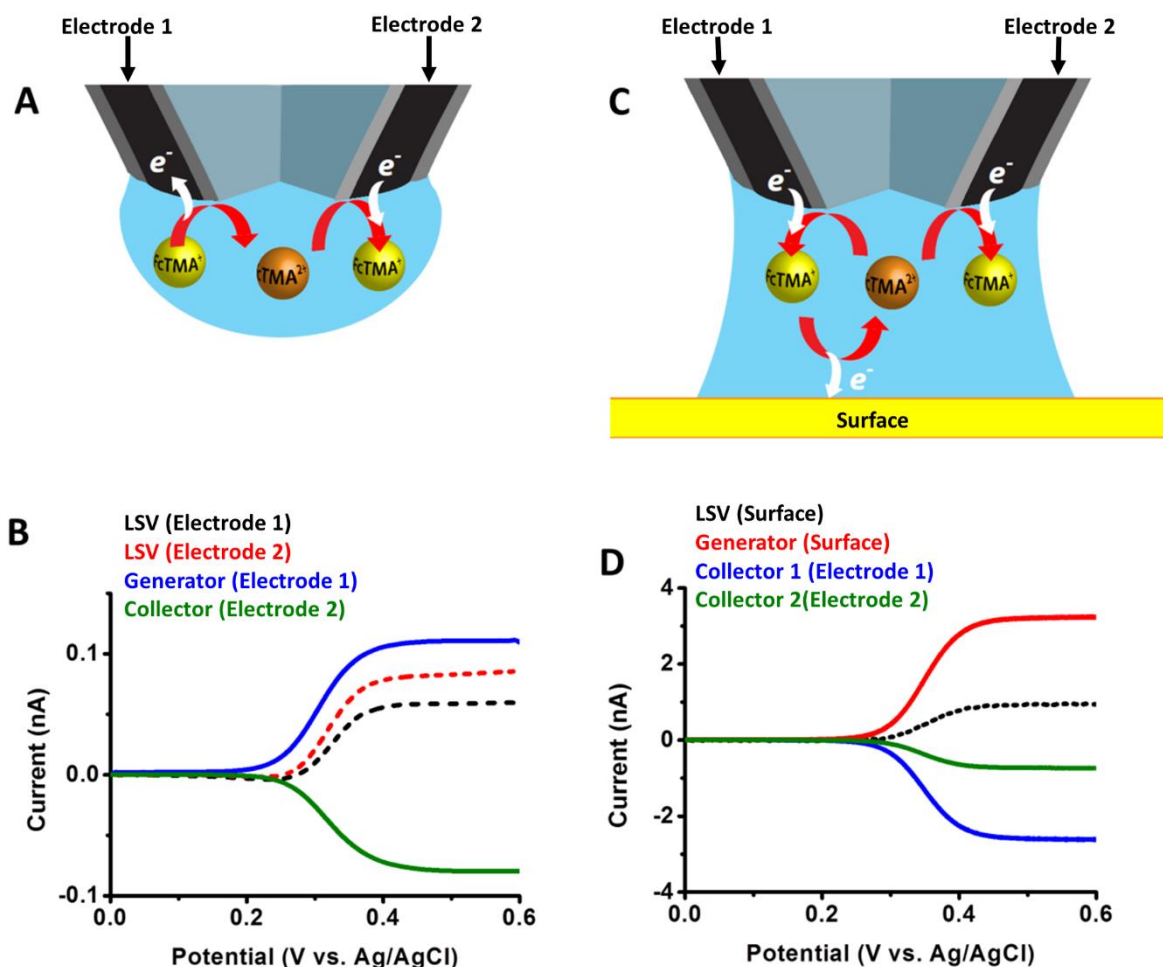 Electrode 1
Electrode 2
A
e⁻
e⁻
FcTMA⁺
cTMA²⁺
FcTMA⁺
B
LSV (Electrode 1)
LSV (Electrode 2)
Generator (Electrode 1)
Collector (Electrode 2)
0.1
0.0
-0.1
Current (nA)
0.0
0.2
0.4
0.6
Potential (V vs. Ag/AgCl)
Electrode 1
Electrode 2
C
e⁻
e⁻
FcTMA⁺
cTMA²⁺
FcTMA⁺
e⁻
Surface
LSV (Surface)
D
Generator (Surface)
Collector 1 (Electrode 1)
Collector 2(Electrode 2)
4
2
0
-2
-4
Current (nA)
0.0
0.2
0.4
0.6
Potential (V vs. Ag/AgCl)